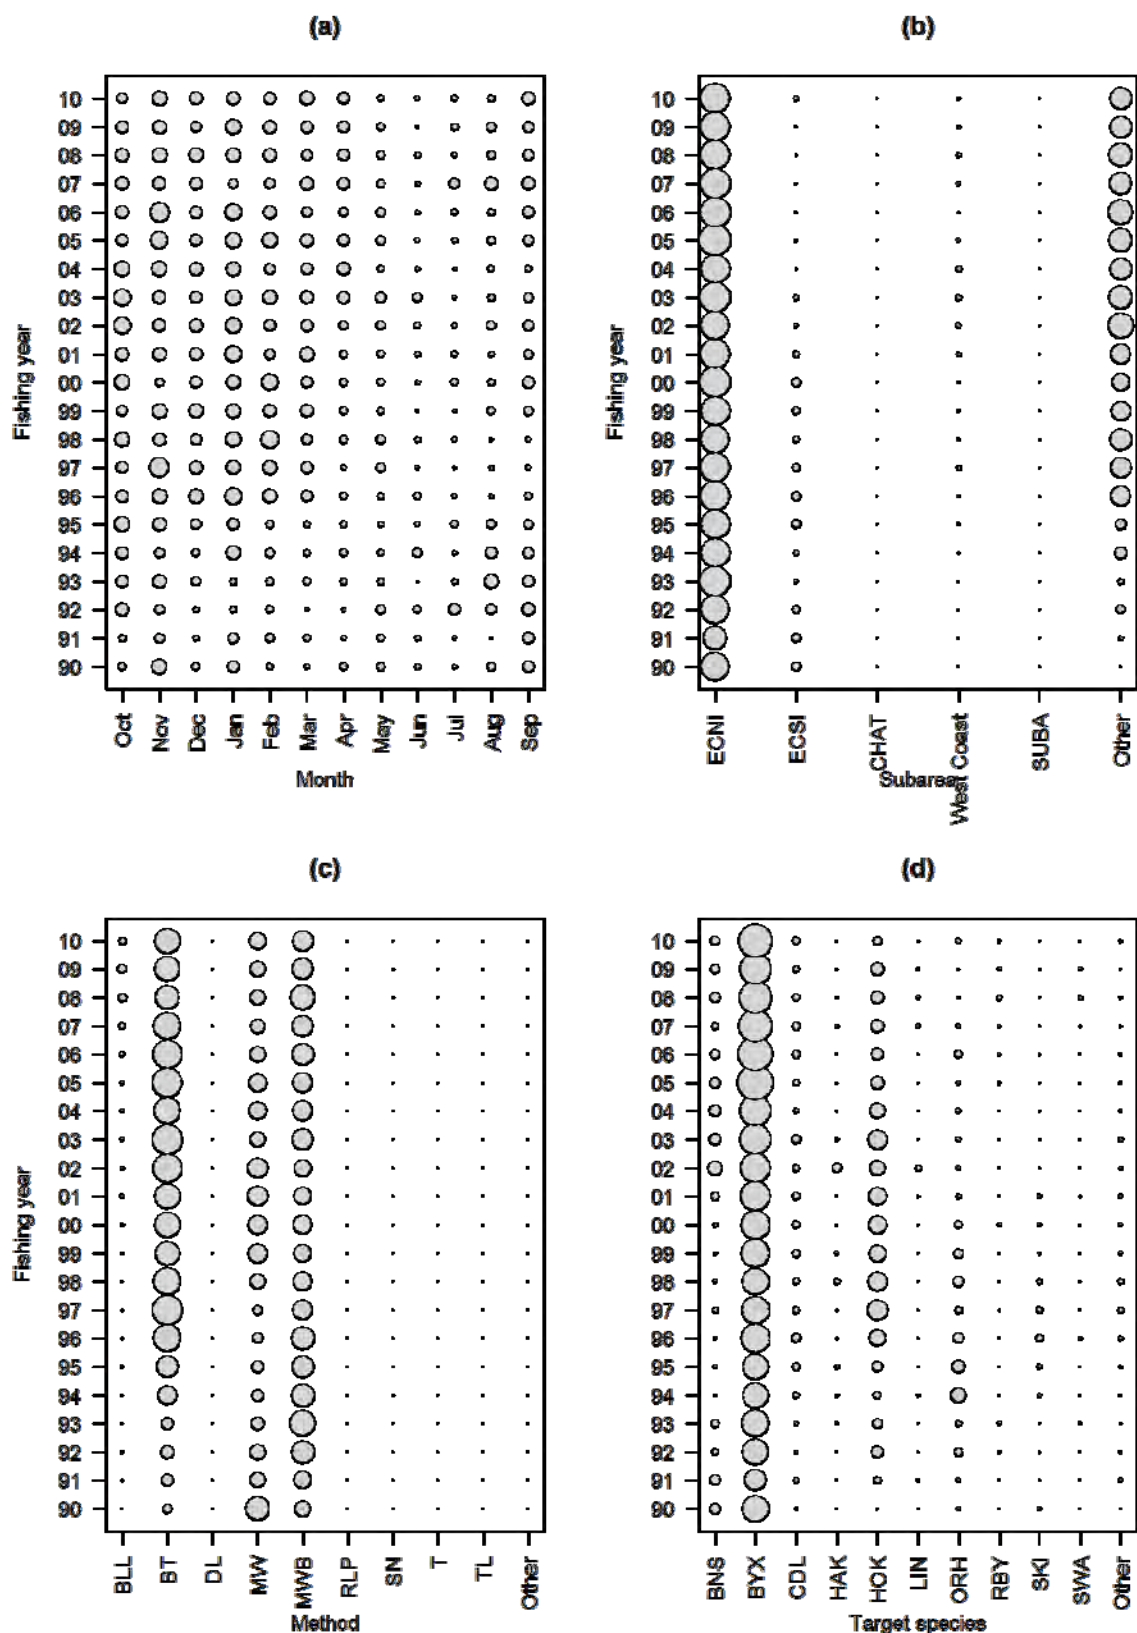 (a)
10
09
08
07
06
05
04
03
02
01
00
99
98
97
96
95
94
93
92
91
90
Fishing year
Oct
Nov
Dec
Jan
Feb
Mar
Apr
May
Jun
Jul
Aug
Sep
Month
(b)
10
09
08
07
06
05
04
03
02
01
00
99
98
97
96
95
94
93
92
91
90
Fishing year
ECNI
ECSI
CHAT
West Coast
SUBA
Other
Subarea
(c)
10
09
08
07
06
05
04
03
02
01
00
99
98
97
96
95
94
93
92
91
90
Fishing year
BLL
BT
DL
MW
MWB
RLP
SN
T
TL
Other
Method
(d)
10
09
08
07
06
05
04
03
02
01
00
99
98
97
96
95
94
93
92
91
90
BNS
BYX
CDL
HAK
HOK
LIN
ORH
RBY
SKI
SWA
Other
Target species